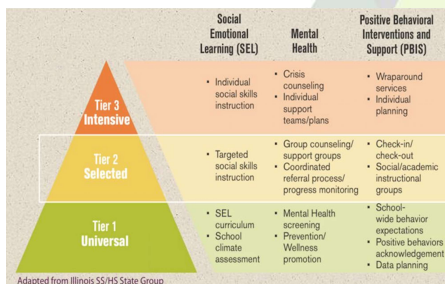 Social
Emotional
Learning (SEL)
Mental
Health
Positive Behavioral
Interventions and
Support (PBIS)
Tier 3
Intensive
• Individual
social skills
instruction
• Crisis
counseling
• Individual
support
teams/plans
• Wraparound
services
• Individual
planning
Tier 2
Selected
• Targeted
social skills
instruction
• Group counseling/
support groups
• Coordinated
referral process/
progress monitoring
• Check-in/
check-out
• Social/academic
instructional
groups
Tier 1
Universal
• SEL
curriculum
• School
climate
assessment
• Mental Health
screening
• Prevention/
Wellness
promotion
• School-
wide behavior
expectations
• Positive behaviors
acknowledgement
• Data planning
Adapted from Illinois SS/HS State Group